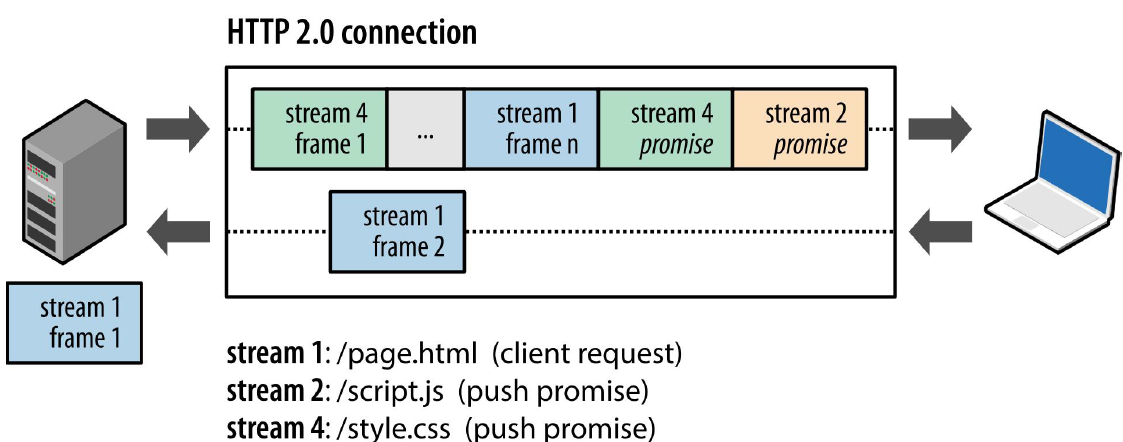 HTTP 2.0 connection
stream 4
frame 1
...
stream 1
frame n
stream 4
promise
stream 2
promise
stream 1
frame 2
stream 1
frame 1
stream 1: /page.html (client request)
stream 2: /script.js (push promise)
stream 4: /style.css (push promise)